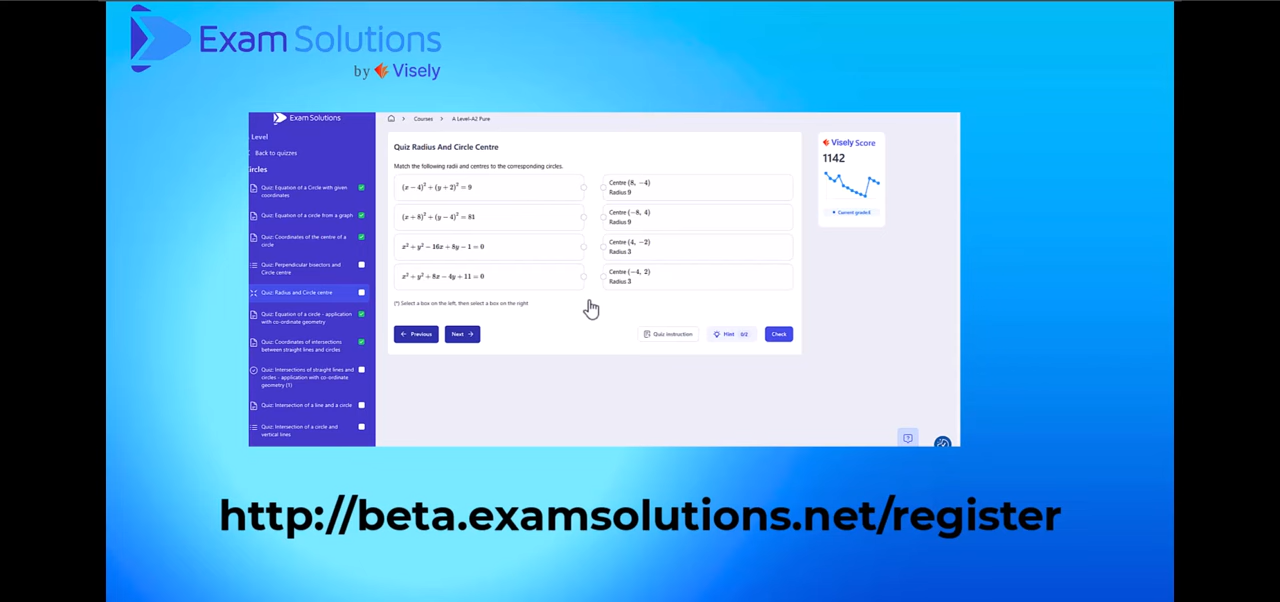 Exam Solutions
by Visely
Exam Solutions
Level
Back to quizzes
ircles
Quiz: Equation of a Circle with given
coordinates
Quiz: Equation of a circle from a graph
Quiz: Coordinates of the centre of a
circle
Quiz: Perpendicular bisectors and
Circle centre
Quiz: Radius and Circle centre
Quiz: Equation of a circle - application
with co-ordinate geometry
Quiz: Coordinates of intersections
between straight lines and circles
Quiz: Intersections of straight lines and
circles - application with co-ordinate
geometry (1)
Quiz: Intersection of a line and a circle
Quiz: Intersection of a circle and
vertical lines
Courses > A Level-A2 Pure
Quiz Radius And Circle Centre
Match the following radii and centres to the corresponding circles.
(x − 4)² + (y + 2)² = 9
Centre (8, −4)
Radius 9
(x + 8)² + (y − 4)² = 81
Centre (−8, 4)
Radius 9
x² + y² − 16x + 8y − 1 = 0
Centre (4, −2)
Radius 3
x² + y² + 8x − 4y + 11 = 0
Centre (−4, 2)
Radius 3
(*) Select a box on the left, then select a box on the right
← Previous
Next →
Quiz instruction
Hint 0/2
Check
Visely Score
1142
Current grade:E
http://beta.examsolutions.net/register